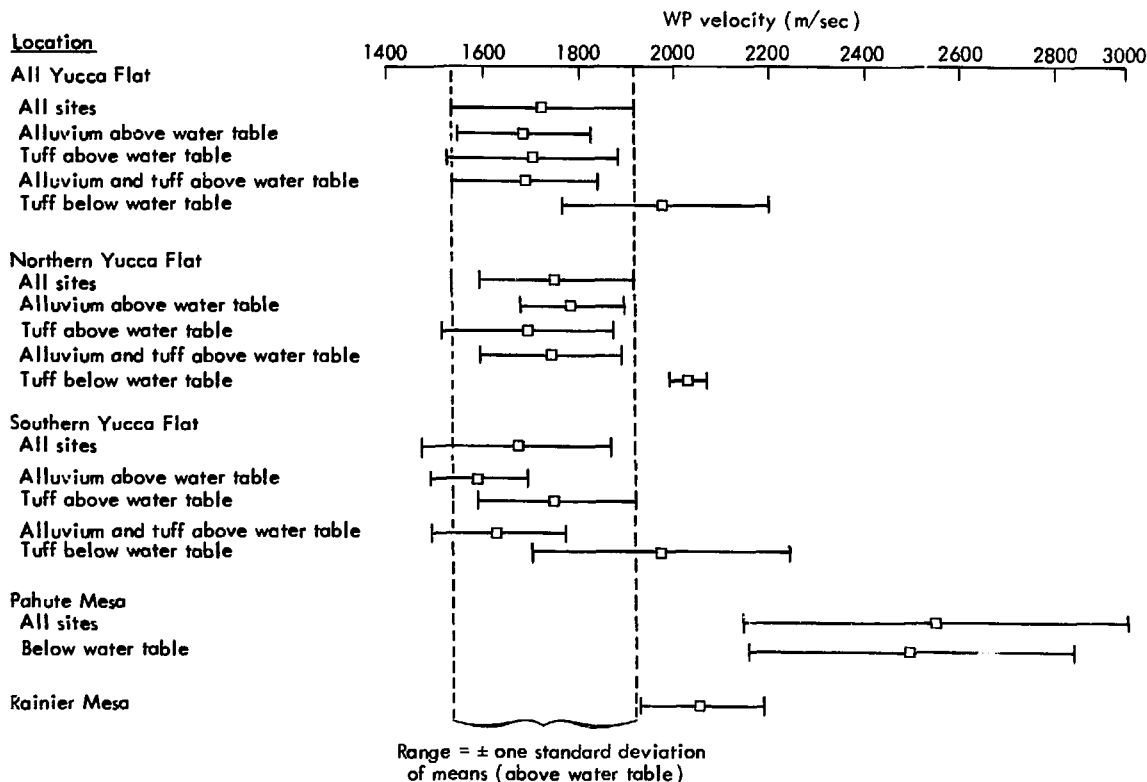 WP velocity (m/sec)
Location
1400 1600 1800 2000 2200 2400 2600 2800 3000
All Yucca Flat
All sites
Alluvium above water table
Tuff above water table
Alluvium and tuff above water table
Tuff below water table
Northern Yucca Flat
All sites
Alluvium above water table
Tuff above water table
Alluvium and tuff above water table
Tuff below water table
Southern Yucca Flat
All sites
Alluvium above water table
Tuff above water table
Alluvium and tuff above water table
Tuff below water table
Pahute Mesa
All sites
Below water table
Rainier Mesa
Range = ± one standard deviation
of means (above water table)